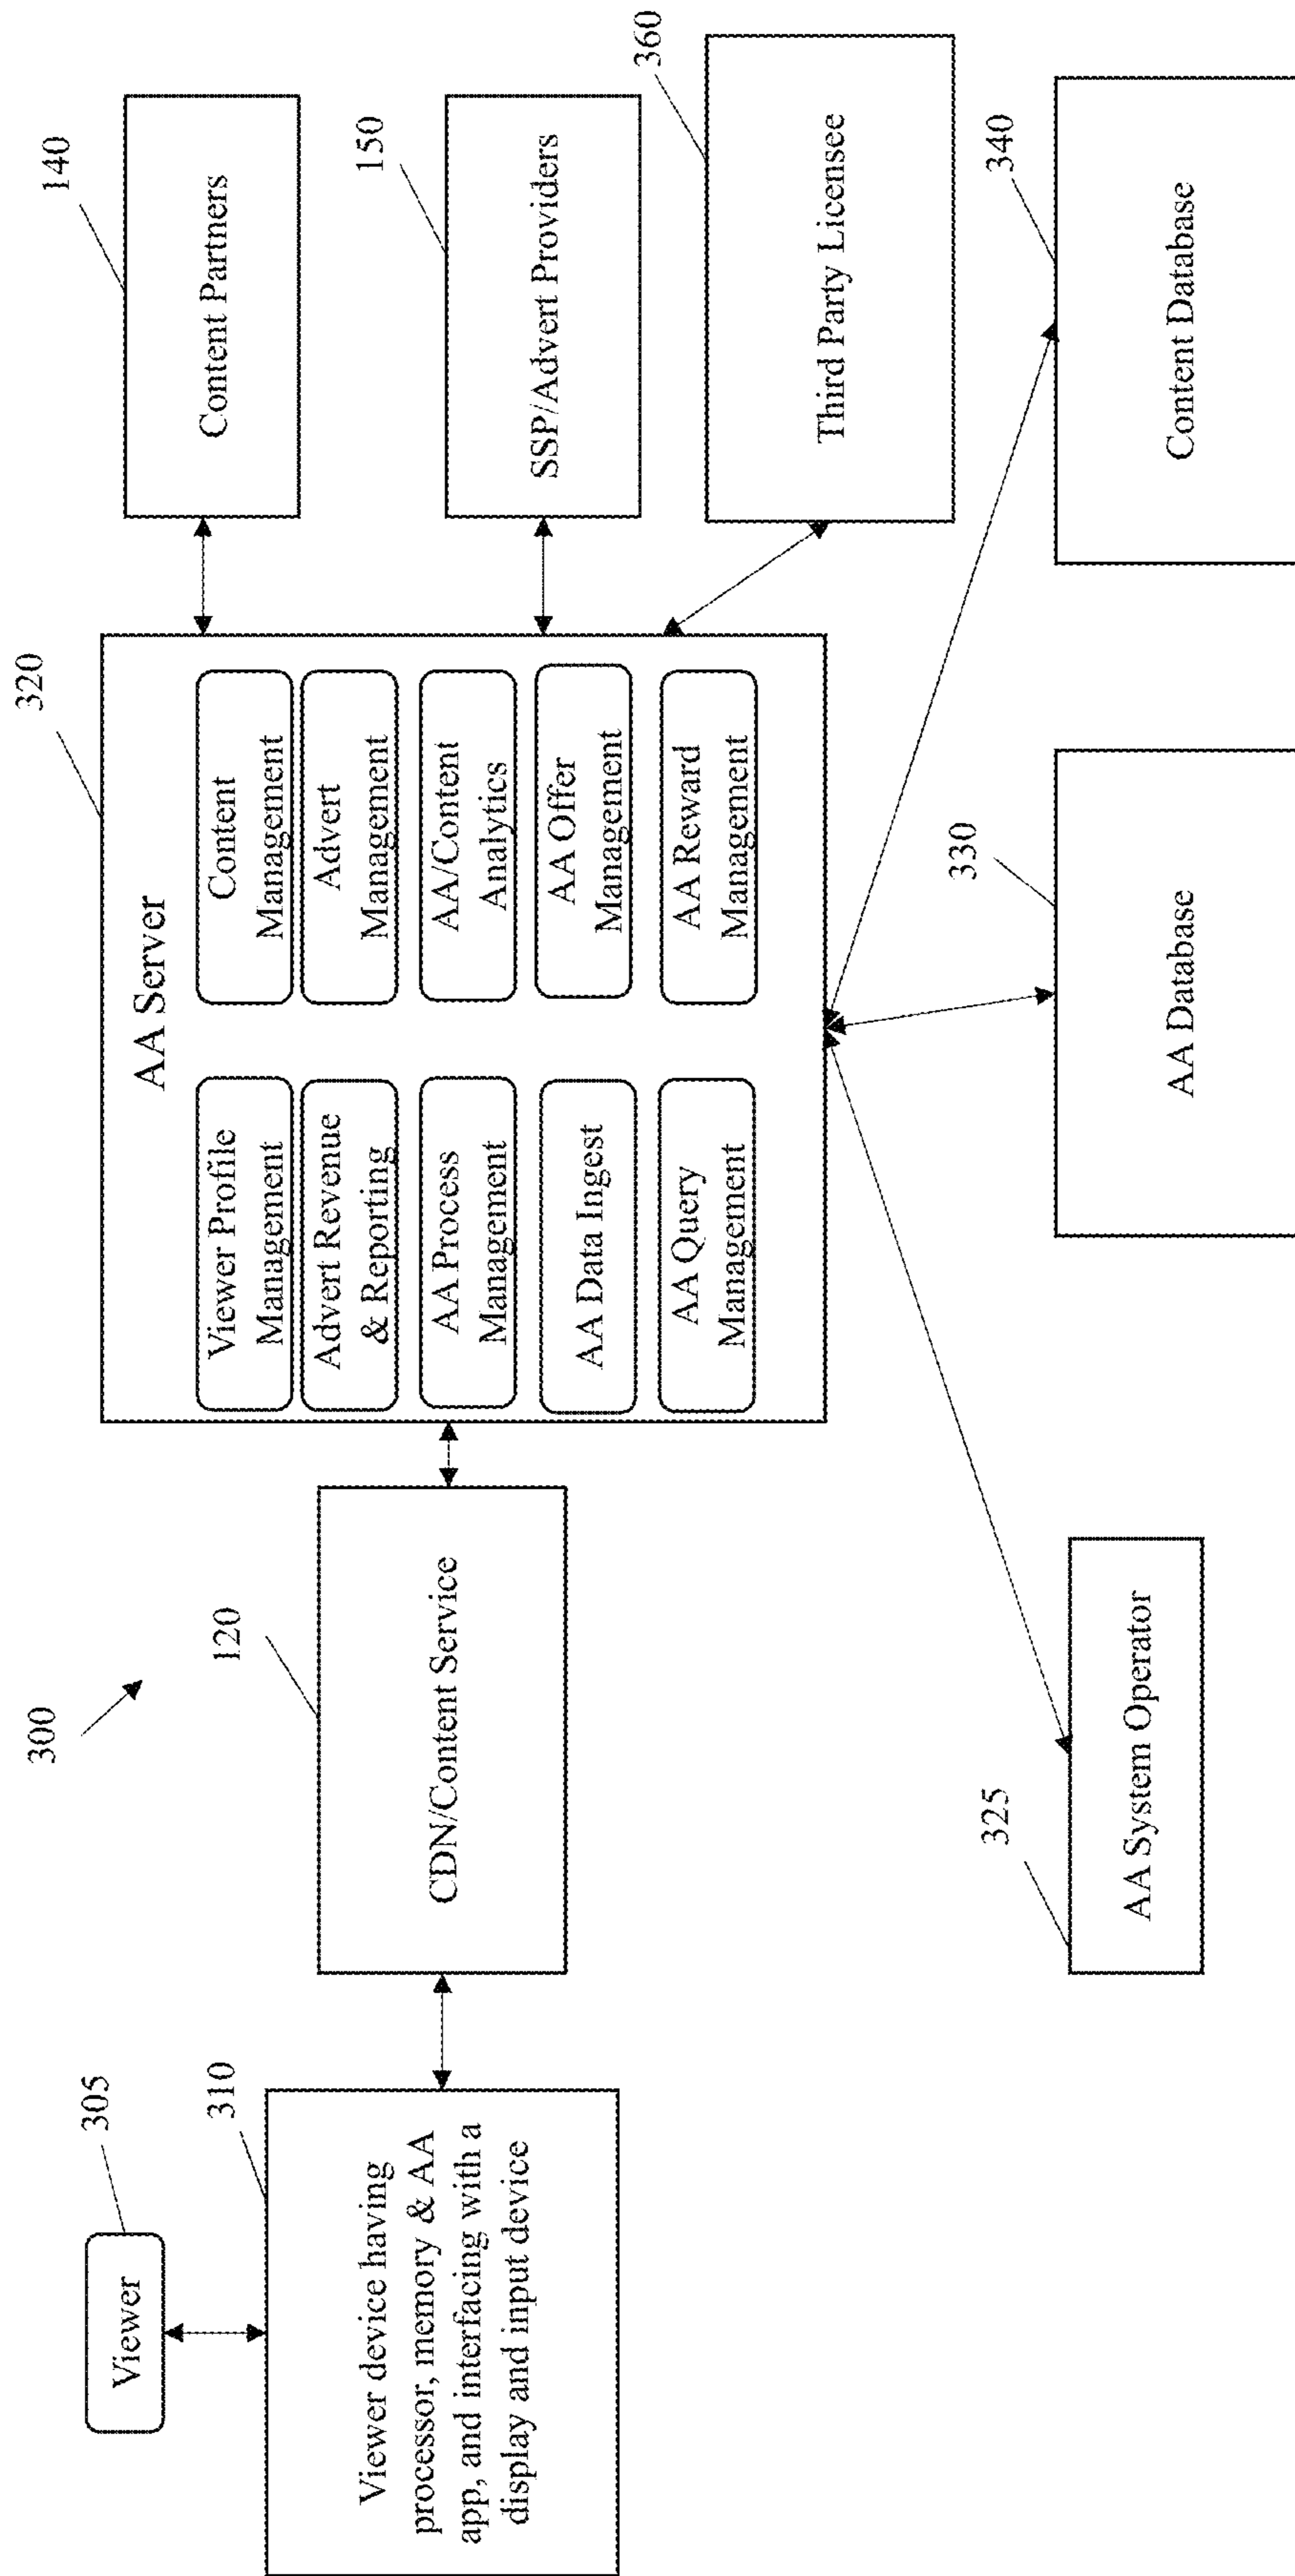 300
Viewer
305
310
Viewer device having
processor, memory & AA
app, and interfacing with a
display and input device
120
CDN/Content Service
320
AA Server
Viewer Profile
Management
Content
Management
Advert Revenue
& Reporting
Advert
Management
AA Process
Management
AA/Content
Analytics
AA Data Ingest
AA Offer
Management
AA Query
Management
AA Reward
Management
140
Content Partners
150
SSP/Advert Providers
360
Third Party Licensee
325
AA System Operator
330
AA Database
340
Content Database